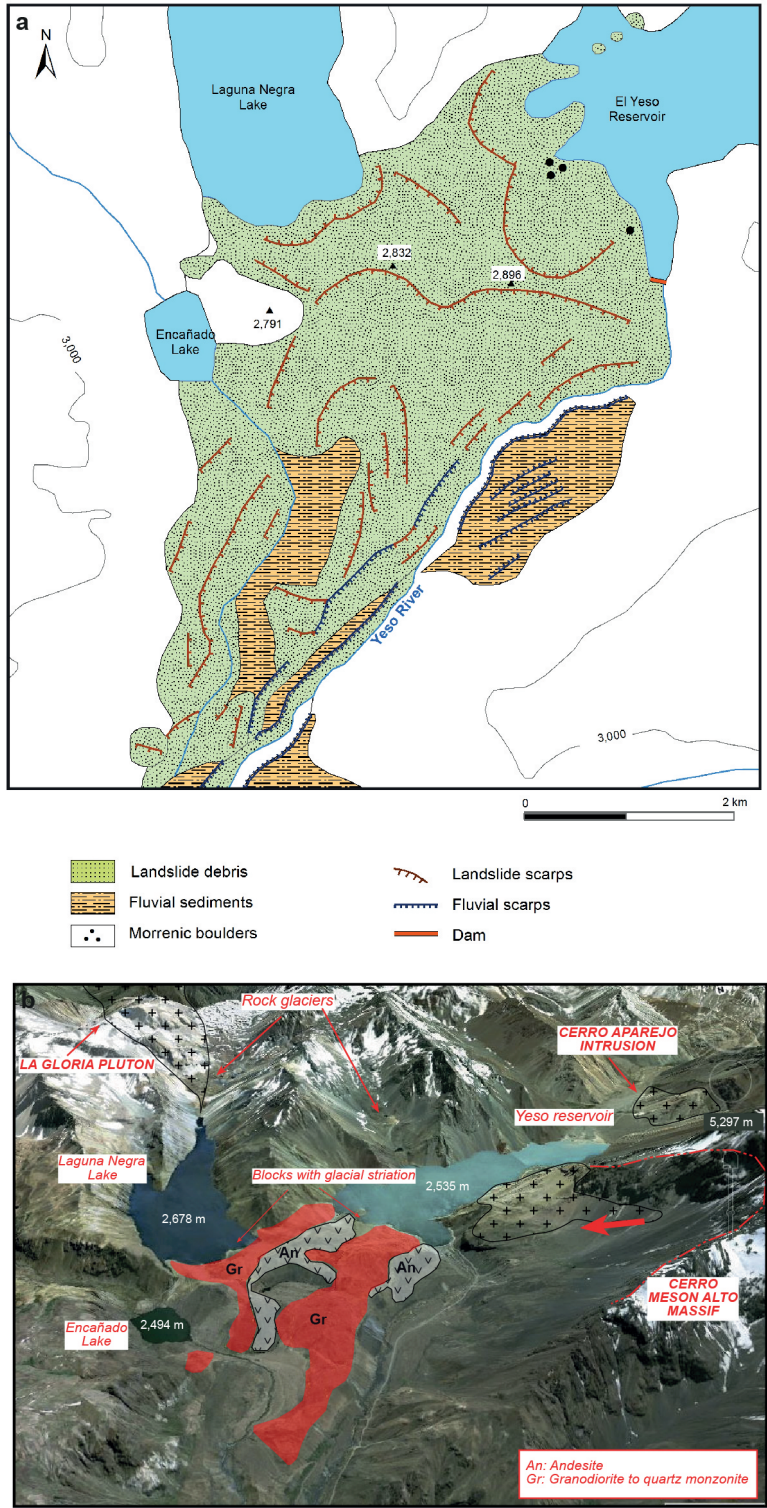 a
N
Laguna Negra
Lake
El Yeso
Reservoir
2,832
2,896
2,791
Encañado
Lake
3,000
Yeso River
3,000
0
2 km
Landslide debris
Landslide scarps
Fluvial sediments
Fluvial scarps
Morrenic boulders
Dam
b
N
Rock glaciers
LA GLORIA PLUTON
CERRO APAREJO
INTRUSION
Yeso reservoir
5,297 m
Laguna Negra
Lake
Blocks with glacial striation
2,535 m
2,678 m
An
An
Gr
CERRO
MESON ALTO
MASSIF
Encañado
Lake
2,494 m
Gr
An: Andesite
Gr: Granodiorite to quartz monzonite